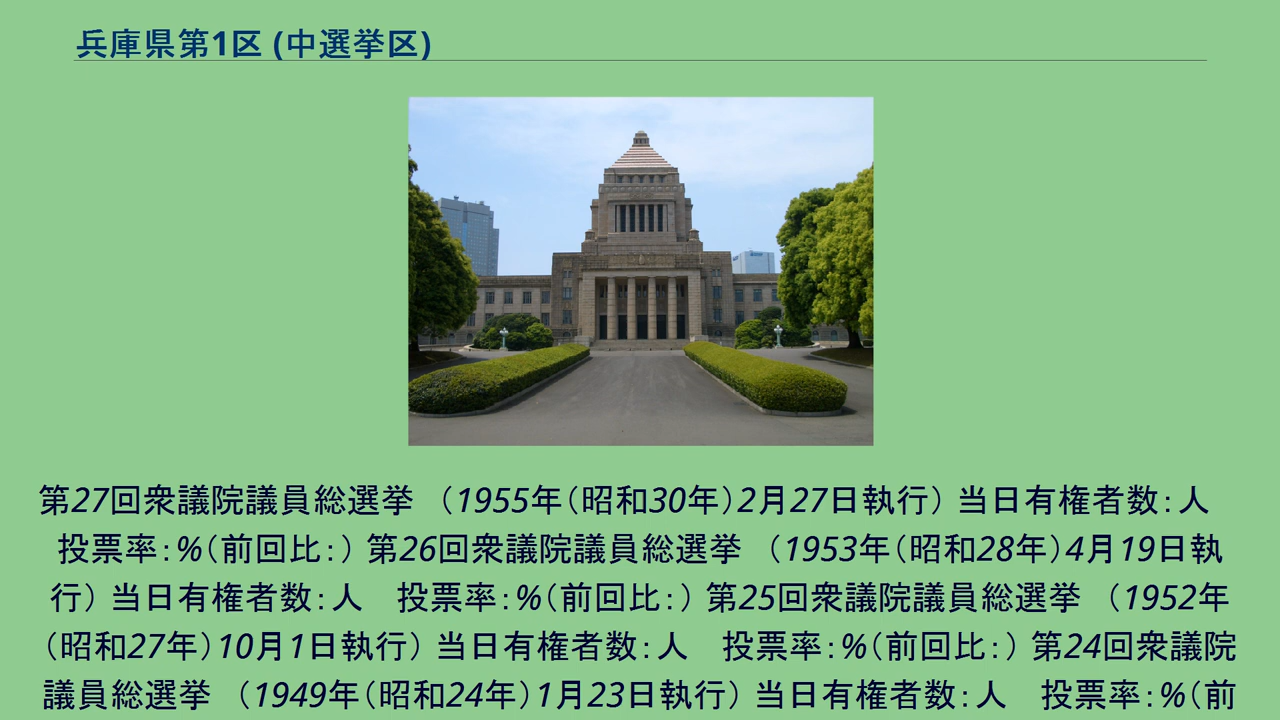 兵庫県第1区 (中選挙区)
第27回衆議院議員総選挙　（1955年（昭和30年）2月27日執行） 当日有権者数：人
投票率：%（前回比：） 第26回衆議院議員総選挙　（1953年（昭和28年）4月19日執
行） 当日有権者数：人　投票率：%（前回比：） 第25回衆議院議員総選挙　（1952年
（昭和27年）10月1日執行） 当日有権者数：人　投票率：%（前回比：） 第24回衆議院
議員総選挙　（1949年（昭和24年）1月23日執行） 当日有権者数：人　投票率：%（前